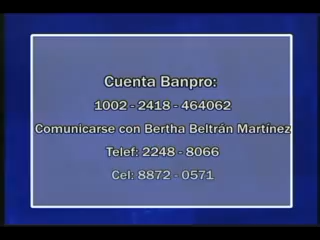 Cuenta Banpro:
1002 - 2418 - 464062
Comunicarse con Bertha Beltrán Martínez
Telef: 2248 - 8066
Cel: 8872 - 0571